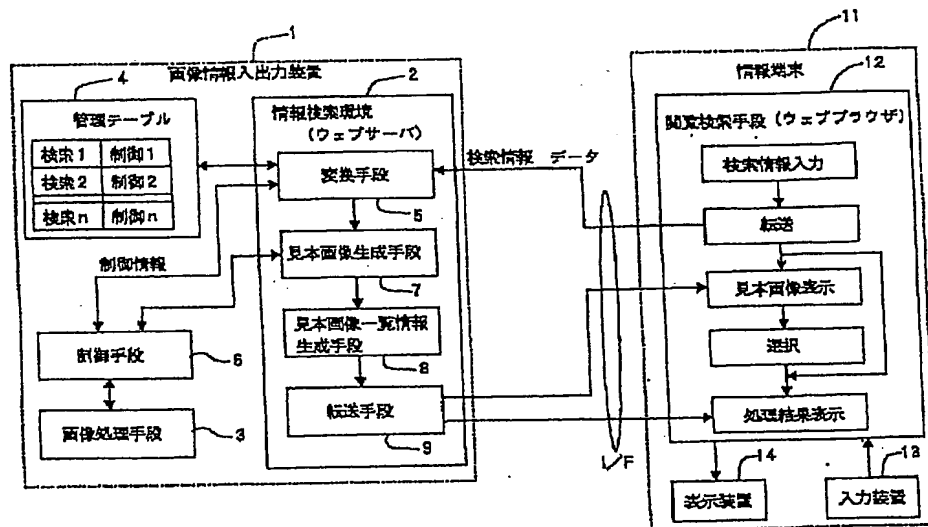 1
画像情報入出力装置
4
管理テーブル
検索1 制御1
検索2 制御2
検索n 制御n
2
情報検索環境
(ウェブサーバ)
変換手段
5
見本画像生成手段
7
見本画像一覧情報
生成手段
8
転送手段
9
制御情報
制御手段
6
画像処理手段
3
検索情報 データ
I/F
11
情報端末
12
閲覧検索手段(ウェブブラウザ)
検索情報入力
転送
見本画像表示
選択
処理結果表示
14
表示装置
13
入力装置